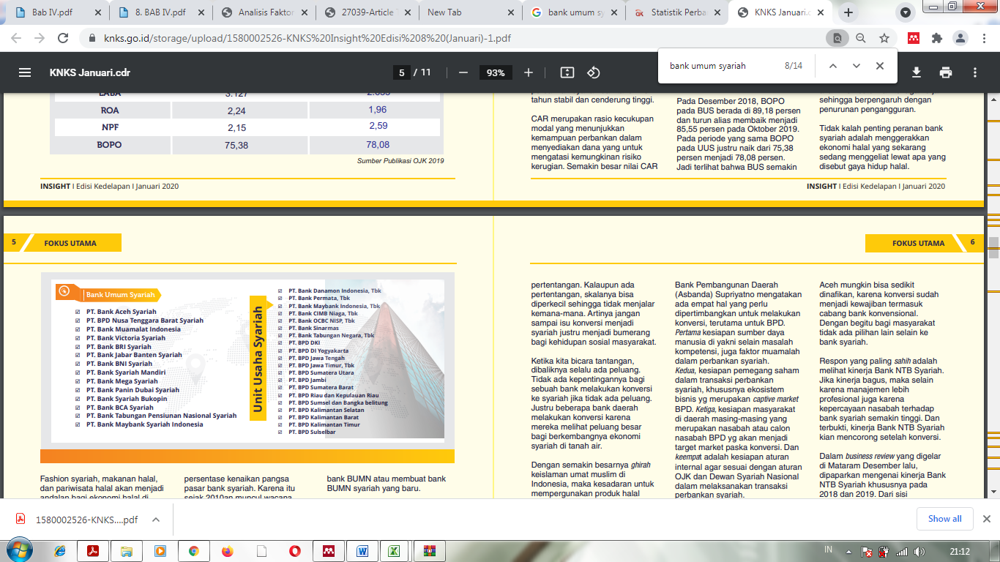 Bab IV.pdf
8. BAB IV.pdf
Analisis Faktor
27039-Article
New Tab
bank umum sy
Statistik Perba
KNKS Januari.c
knks.go.id/storage/upload/1580002526-KNKS%20Insight%20Edisi%208%20(Januari)-1.pdf
bank umum syariah 8/14
KNKS Januari.cdr
5 / 11
93%
LABA 3.127
ROA 2,24 1,96
NPF 2,15 2,59
BOPO 75,38 78,08
Sumber Publikasi OJK 2019
INSIGHT I Edisi Kedelapan I Januari 2020
tahun stabil dan cenderung tinggi.
CAR merupakan rasio kecukupan
modal yang menunjukkan
kemampuan perbankan dalam
menyediakan dana yang untuk
mengatasi kemungkinan risiko
kerugian. Semakin besar nilai CAR
Pada Desember 2018, BOPO
pada BUS berada di 89,18 persen
dan turun alias membaik menjadi
85,55 persen pada Oktober 2019.
Pada periode yang sama BOPO
pada UUS justru naik dari 75,38
persen menjadi 78,08 persen.
Jadi terlihat bahwa BUS semakin
sehingga berpengaruh dengan
penurunan pengangguran.
Tidak kalah penting peranan bank
syariah adalah menggerakkan
ekonomi halal yang sekarang
sedang menggeliat lewat apa yang
disebut gaya hidup halal.
INSIGHT I Edisi Kedelapan I Januari 2020
5 FOKUS UTAMA
Bank Umum Syariah
PT. Bank Aceh Syariah
PT. BPD Nusa Tenggara Barat Syariah
PT. Bank Muamalat Indonesia
PT. Bank Victoria Syariah
PT. Bank BRI Syariah
PT. Bank Jabar Banten Syariah
PT. Bank BNI Syariah
PT. Bank Syariah Mandiri
PT. Bank Mega Syariah
PT. Bank Panin Dubai Syariah
PT. Bank Syariah Bukopin
PT. Bank BCA Syariah
PT. Bank Tabungan Pensiunan Nasional Syariah
PT. Bank Maybank Syariah Indonesia
Unit Usaha Syariah
PT. Bank Danamon Indonesia, Tbk
PT. Bank Permata, Tbk
PT. Bank Maybank Indonesia, Tbk
PT. Bank CIMB Niaga, Tbk
PT. Bank OCBC NISP, Tbk
PT. Bank Sinarmas
PT. Bank Tabungan Negara, Tbk
PT. BPD DKI
PT. BPD DI Yogyakarta
PT. BPD Jawa Tengah
PT. BPD Jawa Timur, Tbk
PT. BPD Sumatera Utara
PT. BPD Jambi
PT. BPD Sumatera Barat
PT. BPD Riau dan Kepulauan Riau
PT. BPD Sumsel dan Bangka belitung
PT. BPD Kalimantan Selatan
PT. BPD Kalimantan Barat
PT. BPD Kalimantan Timur
PT. BPD Sulselbar
Fashion syariah, makanan halal,
dan pariwisata halal akan menjadi
andalan bagi ekonomi halal di
persentase kenaikan pangsa
pasar bank syariah. Karena itu
sejak 2010an muncul wacana
bank BUMN atau membuat bank
BUMN syariah yang baru.
FOKUS UTAMA 6
pertentangan. Kalaupun ada
pertentangan, skalanya bisa
diperkecil sehingga tidak menjalar
kemana-mana. Artinya jangan
sampai isu konversi menjadi
syariah justru menjadi bumerang
bagi kehidupan sosial masyarakat.
Ketika kita bicara tantangan,
dibaliknya selalu ada peluang.
Tidak ada kepentingannya bagi
sebuah bank melakukan konversi
ke syariah jika tidak ada peluang.
Justru beberapa bank daerah
melakukan konversi karena
mereka melihat peluang besar
bagi berkembangnya ekonomi
syariah di tanah air.
Dengan semakin besarnya ghirah
keislaman umat muslim di
Indonesia, maka kesadaran untuk
mempergunakan produk halal
Bank Pembangunan Daerah
(Asbanda) Supriyatno mengatakan
ada empat hal yang perlu
dipertimbangkan untuk melakukan
konversi, terutama untuk BPD.
Pertama kesiapan sumber daya
manusia di yakni selain masalah
kompetensi, juga faktor muamalah
dalam perbankan syariah.
Kedua, kesiapan pemegang saham
dalam transaksi perbankan
syariah, khususnya ekosistem
bisnis yg merupakan captive market
BPD. Ketiga, kesiapan masyarakat
di daerah masing-masing yang
merupakan nasabah atau calon
nasabah BPD yg akan menjadi
target market paska konversi. Dan
keempat adalah kesiapan aturan
internal agar sesuai dengan aturan
OJK dan Dewan Syariah Nasional
dalam melaksanakan transaksi
perbankan syariah.
Aceh mungkin bisa sedikit
dinafikan, karena konversi sudah
menjadi kewajiban termasuk
cabang bank konvensional.
Dengan begitu bagi masyarakat
tidak ada pilihan lain selain ke
bank syariah.
Respon yang paling sahih adalah
melihat kinerja Bank NTB Syariah.
Jika kinerja bagus, maka selain
karena manajemen lebih
profesional juga karena
kepercayaan nasabah terhadap
bank syariah semakin tinggi. Dan
terbukti, kinerja Bank NTB Syariah
kian mencorong setelah konversi.
Dalam business review yang digelar
di Mataram Desember lalu,
dipaparkan mengenai kinerja Bank
NTB Syariah khususnya pada
2018 dan 2019. Dari sisi
1580002526-KNKS....pdf
Show all
IN
21:12